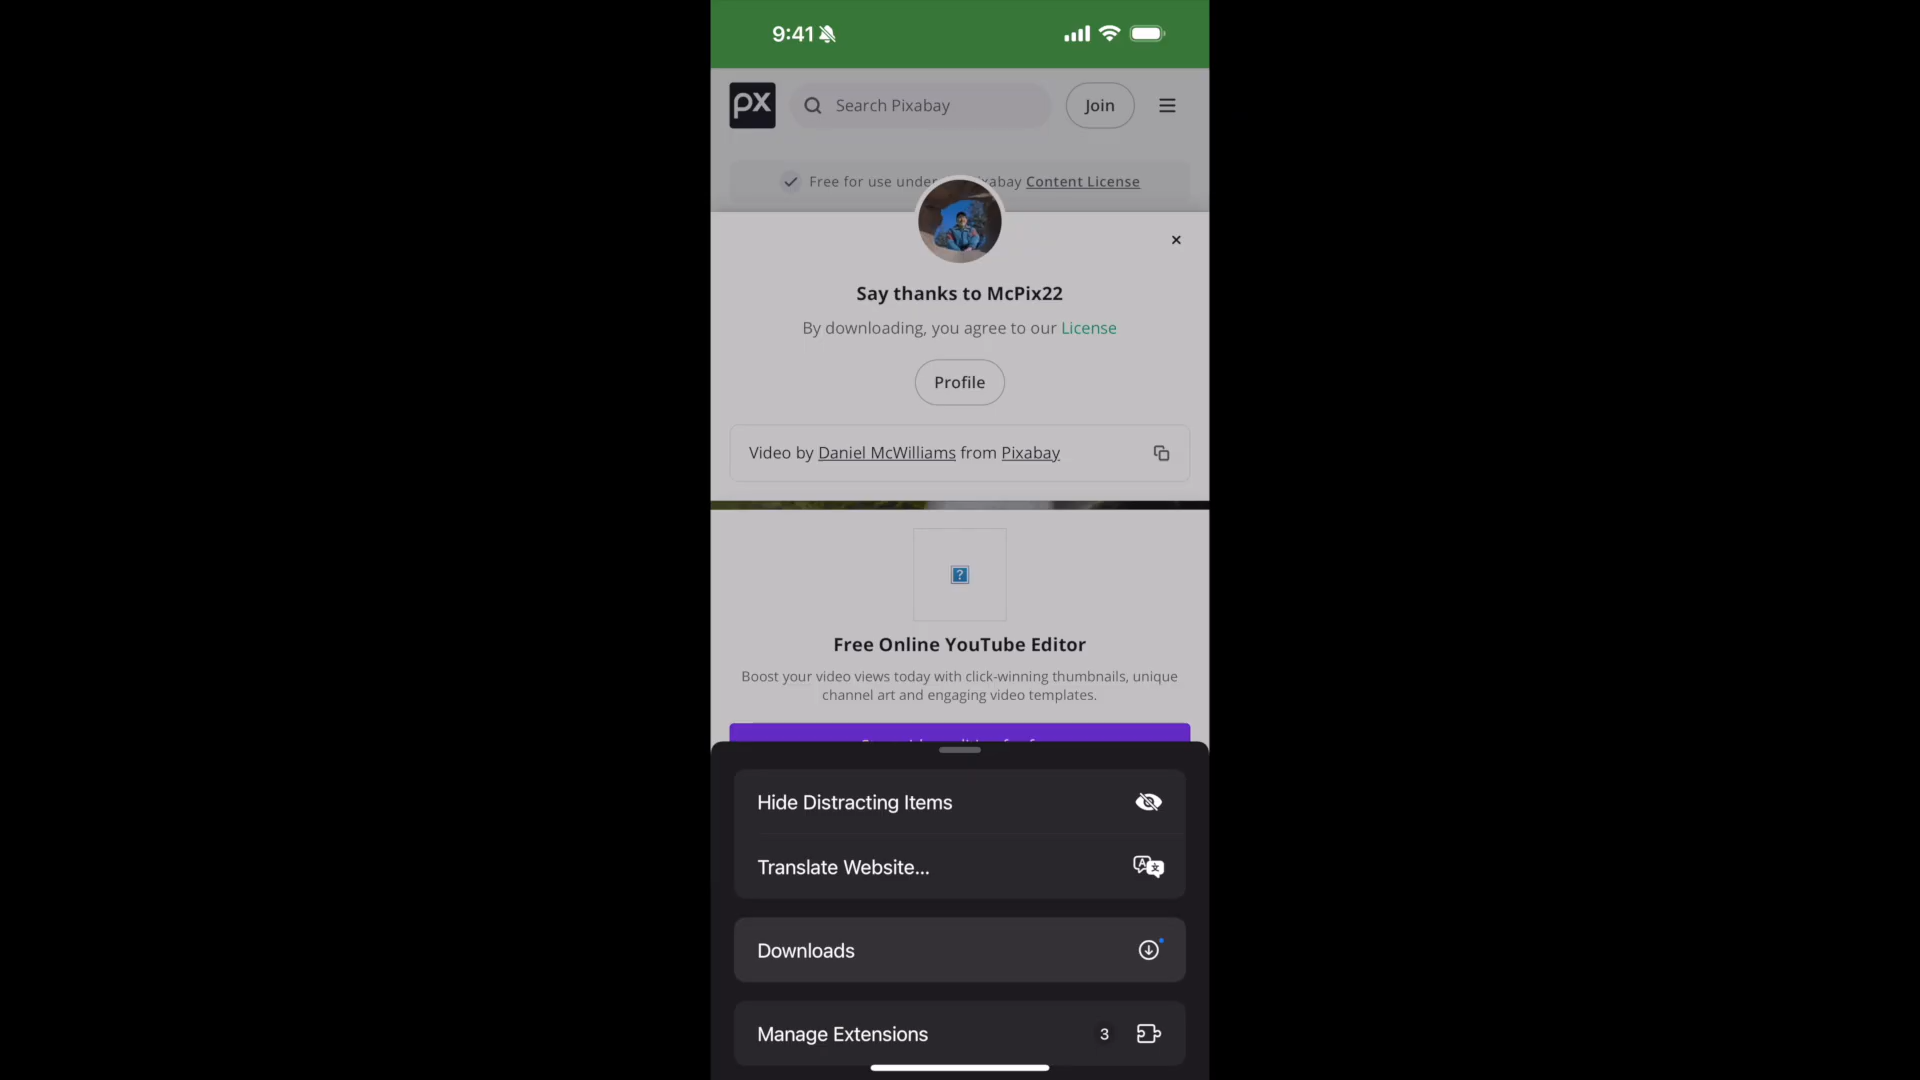 9:41
px
Search Pixabay
Join
Free for use under xabay Content License
Say thanks to McPix22
By downloading, you agree to our License
Profile
Video by Daniel McWilliams from Pixabay
?
Free Online YouTube Editor
Boost your video views today with click-winning thumbnails, unique
channel art and engaging video templates.
Hide Distracting Items
Translate Website...
Downloads
Manage Extensions 3